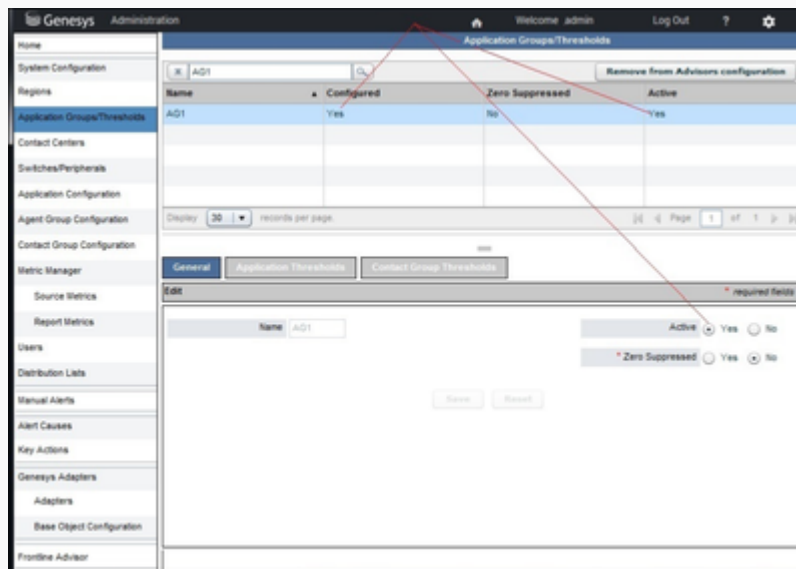 Genesys Administration Welcome admin Log Out ?
Application Groups/Thresholds
Home
System Configuration
Regions
Application Groups/Thresholds
Contact Centers
Switches/Peripherals
Application Configuration
Agent Group Configuration
Contact Group Configuration
Metric Manager
Source Metrics
Report Metrics
Users
Distribution Lists
Manual Alerts
Alert Causes
Key Actions
Genesys Adapters
Adapters
Base Object Configuration
Frontline Advisor
X AG1 Remove from Advisors configuration
Name Configured Zero Suppressed Active
AG1 Yes No Yes
Display 30 records per page. Page 1 of 1
General Application Thresholds Contact Group Thresholds
Edit * required fields
Name AG1 Active Yes No
* Zero Suppressed Yes No
Save Reset